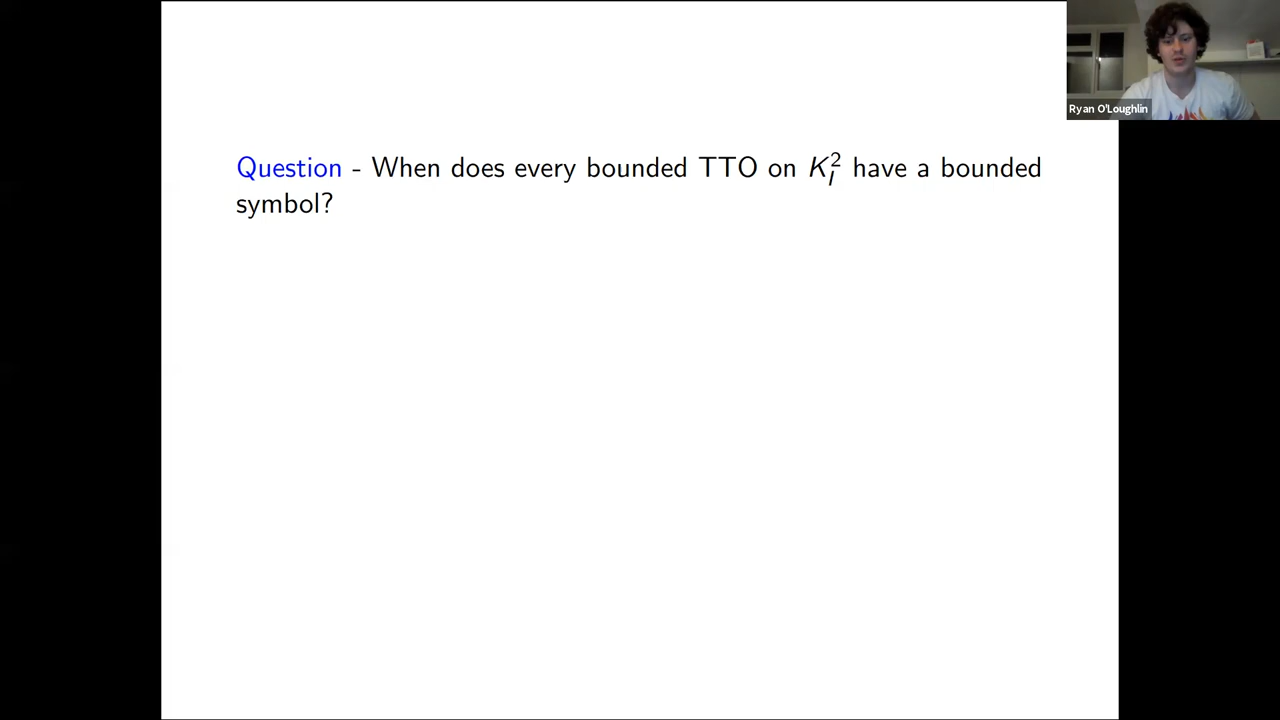 Ryan O'Loughlin
Question - When does every bounded TTO on $K_I^2$ have a bounded
symbol?